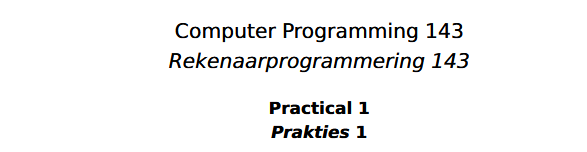 Computer Programming 143
Rekenaarprogrammering 143
Practical 1
Prakties 1